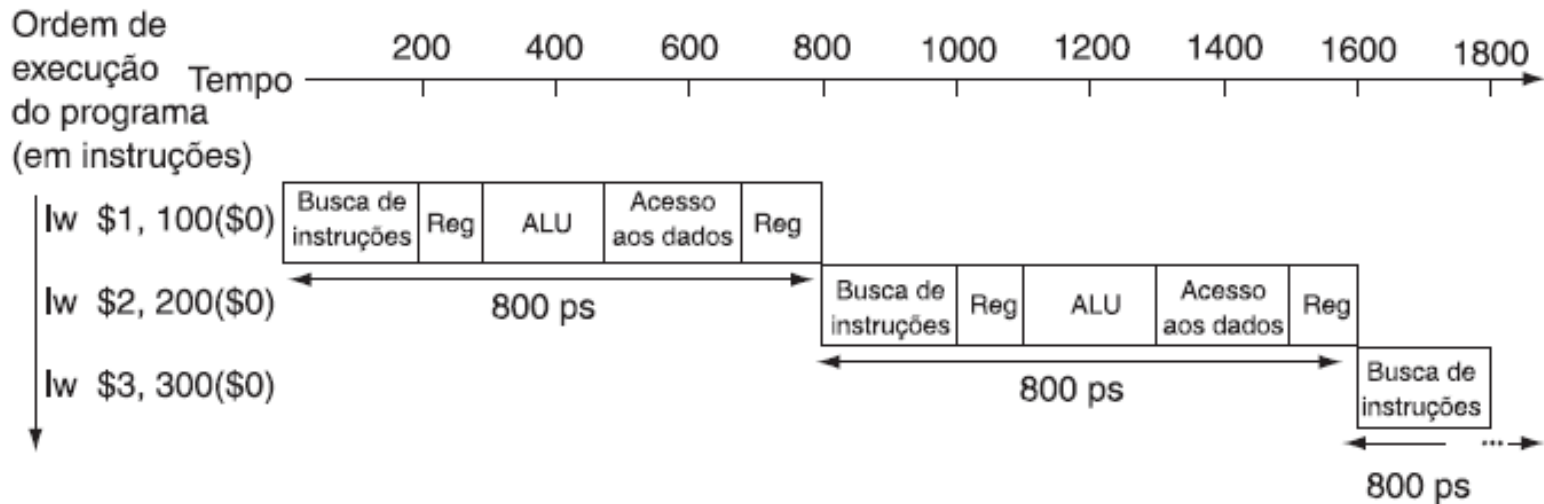 Ordem de
execução
do programa
(em instruções)
Tempo
200 400 600 800 1000 1200 1400 1600 1800
lw $1, 100($0)
Busca de
instruções
Reg
ALU
Acesso
aos dados
Reg
800 ps
lw $2, 200($0)
Busca de
instruções
Reg
ALU
Acesso
aos dados
Reg
800 ps
lw $3, 300($0)
Busca de
instruções
...
800 ps